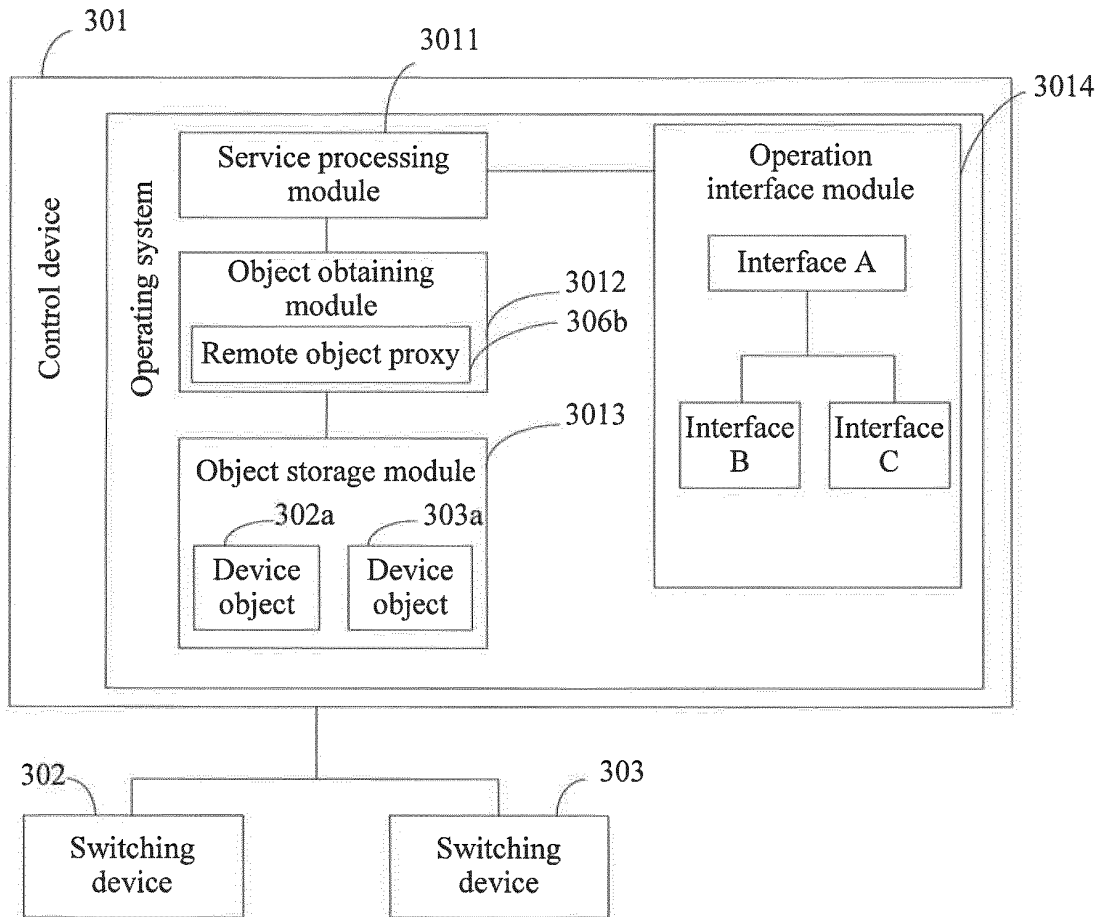 301
3011
3014
Control device
Operating system
Service processing
module
Operation
interface module
Object obtaining
module
3012
306b
Remote object proxy
Interface A
Interface
B
Interface
C
3013
Object storage module
302a
303a
Device
object
Device
object
302
303
Switching
device
Switching
device